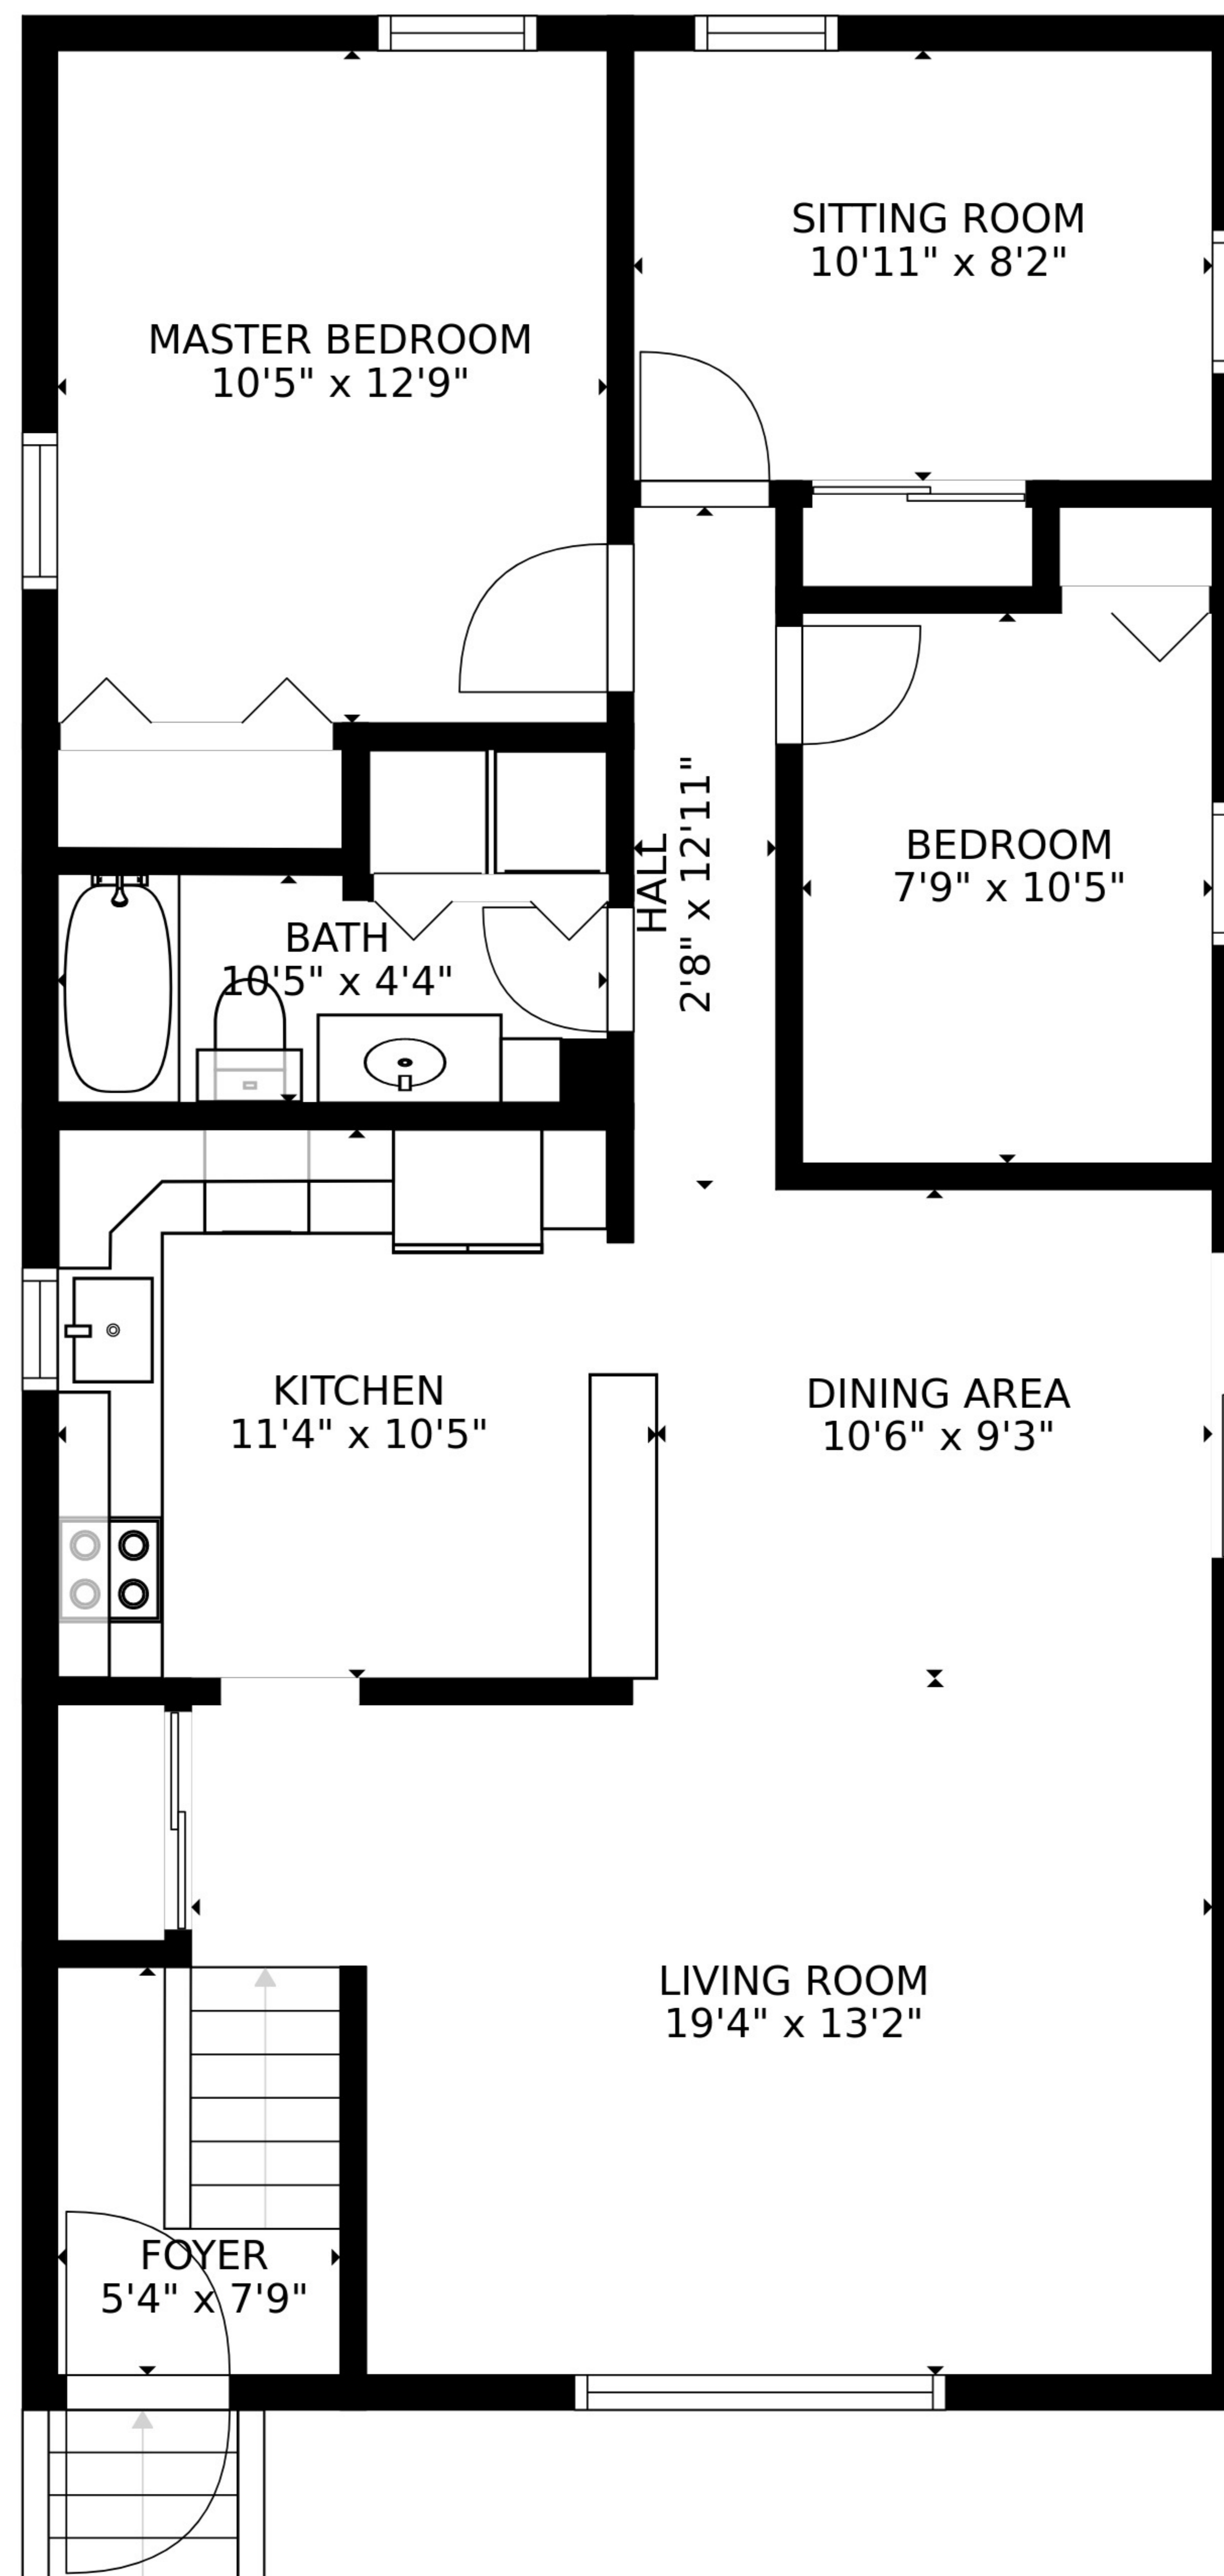 SITTING ROOM
10'11" x 8'2"
MASTER BEDROOM
10'5" x 12'9"
HALL
2'8" x 12'11"
BEDROOM
7'9" x 10'5"
BATH
10'5" x 4'4"
KITCHEN
11'4" x 10'5"
DINING AREA
10'6" x 9'3"
LIVING ROOM
19'4" x 13'2"
FOYER
5'4" x 7'9"